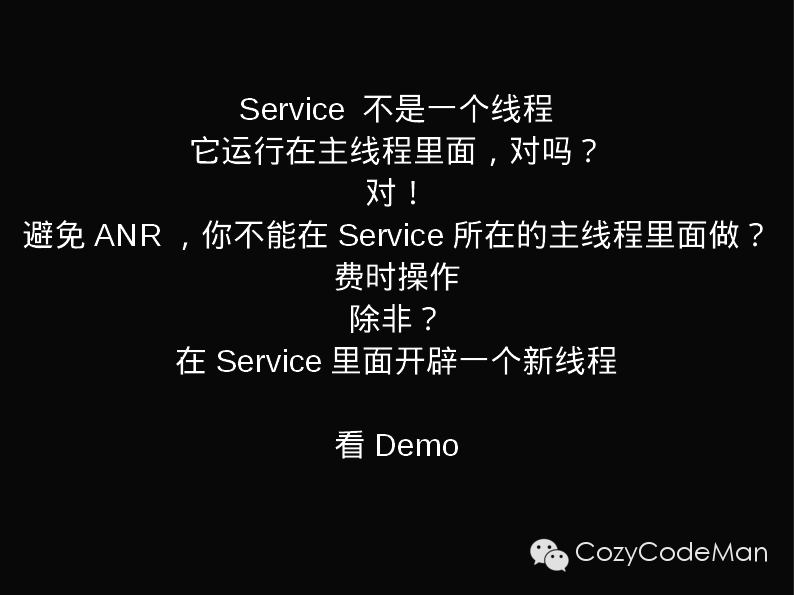 Service 不是一个线程
它运行在主线程里面，对吗？
对！
避免 ANR ，你不能在 Service 所在的主线程里面做？
费时操作
除非？
在 Service 里面开辟一个新线程
看 Demo
CozyCodeMan